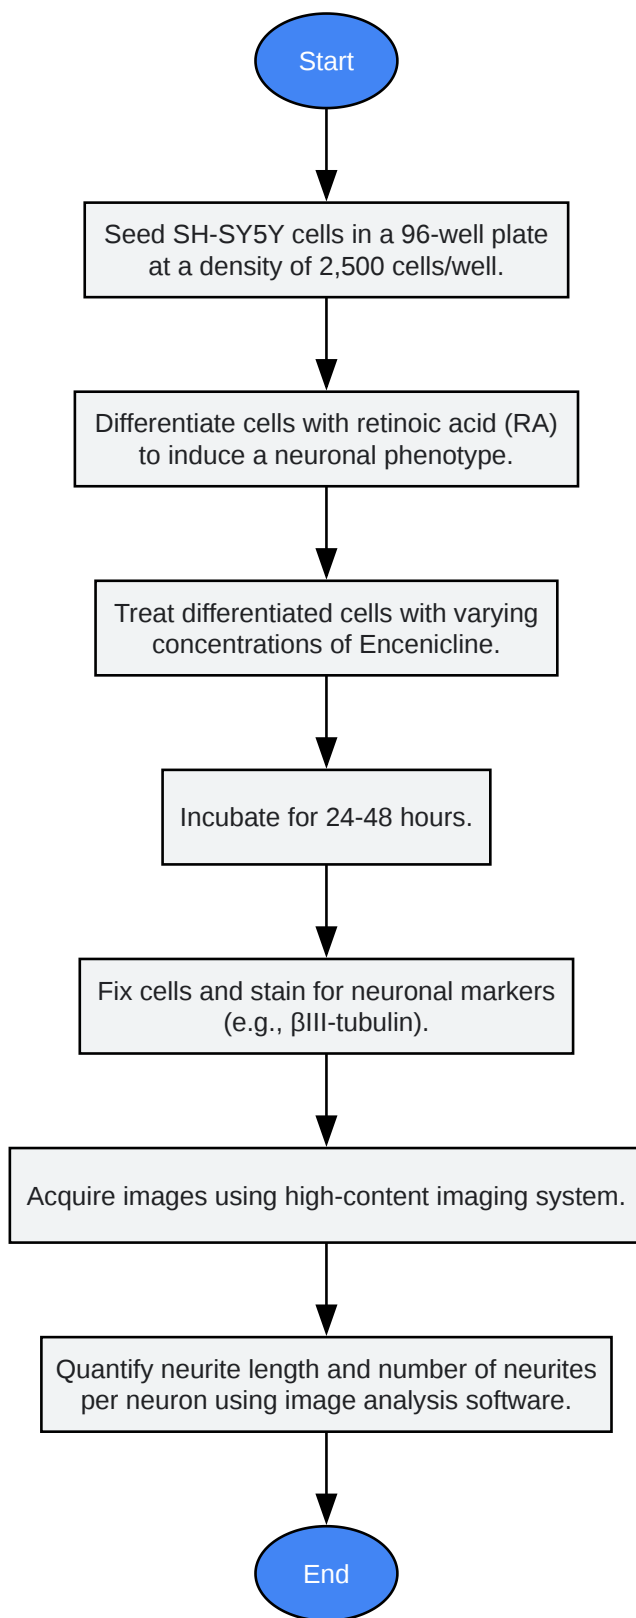 Start
Seed SH-SY5Y cells in a 96-well plate
at a density of 2,500 cells/well.
Differentiate cells with retinoic acid (RA)
to induce a neuronal phenotype.
Treat differentiated cells with varying
concentrations of Encenicline.
Incubate for 24-48 hours.
Fix cells and stain for neuronal markers
(e.g., βIII-tubulin).
Acquire images using high-content imaging system.
Quantify neurite length and number of neurites
per neuron using image analysis software.
End